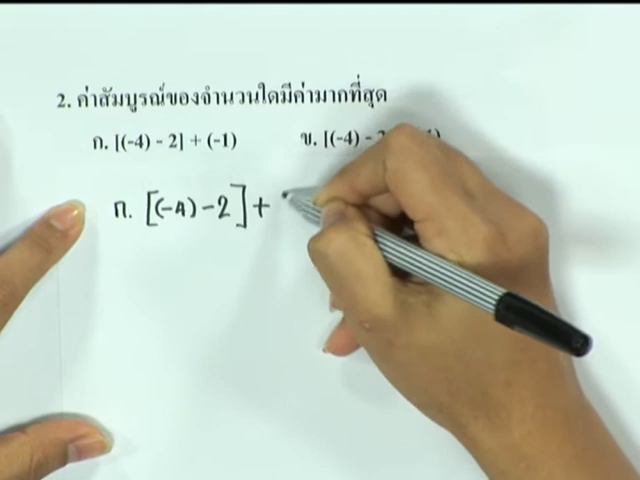 2. ค่าสัมบูรณ์ของจำนวนใดมีค่ามากที่สุด
ก. [(-4) - 2] + (-1) ข. [(-4) -
ก. [(-4) - 2] +